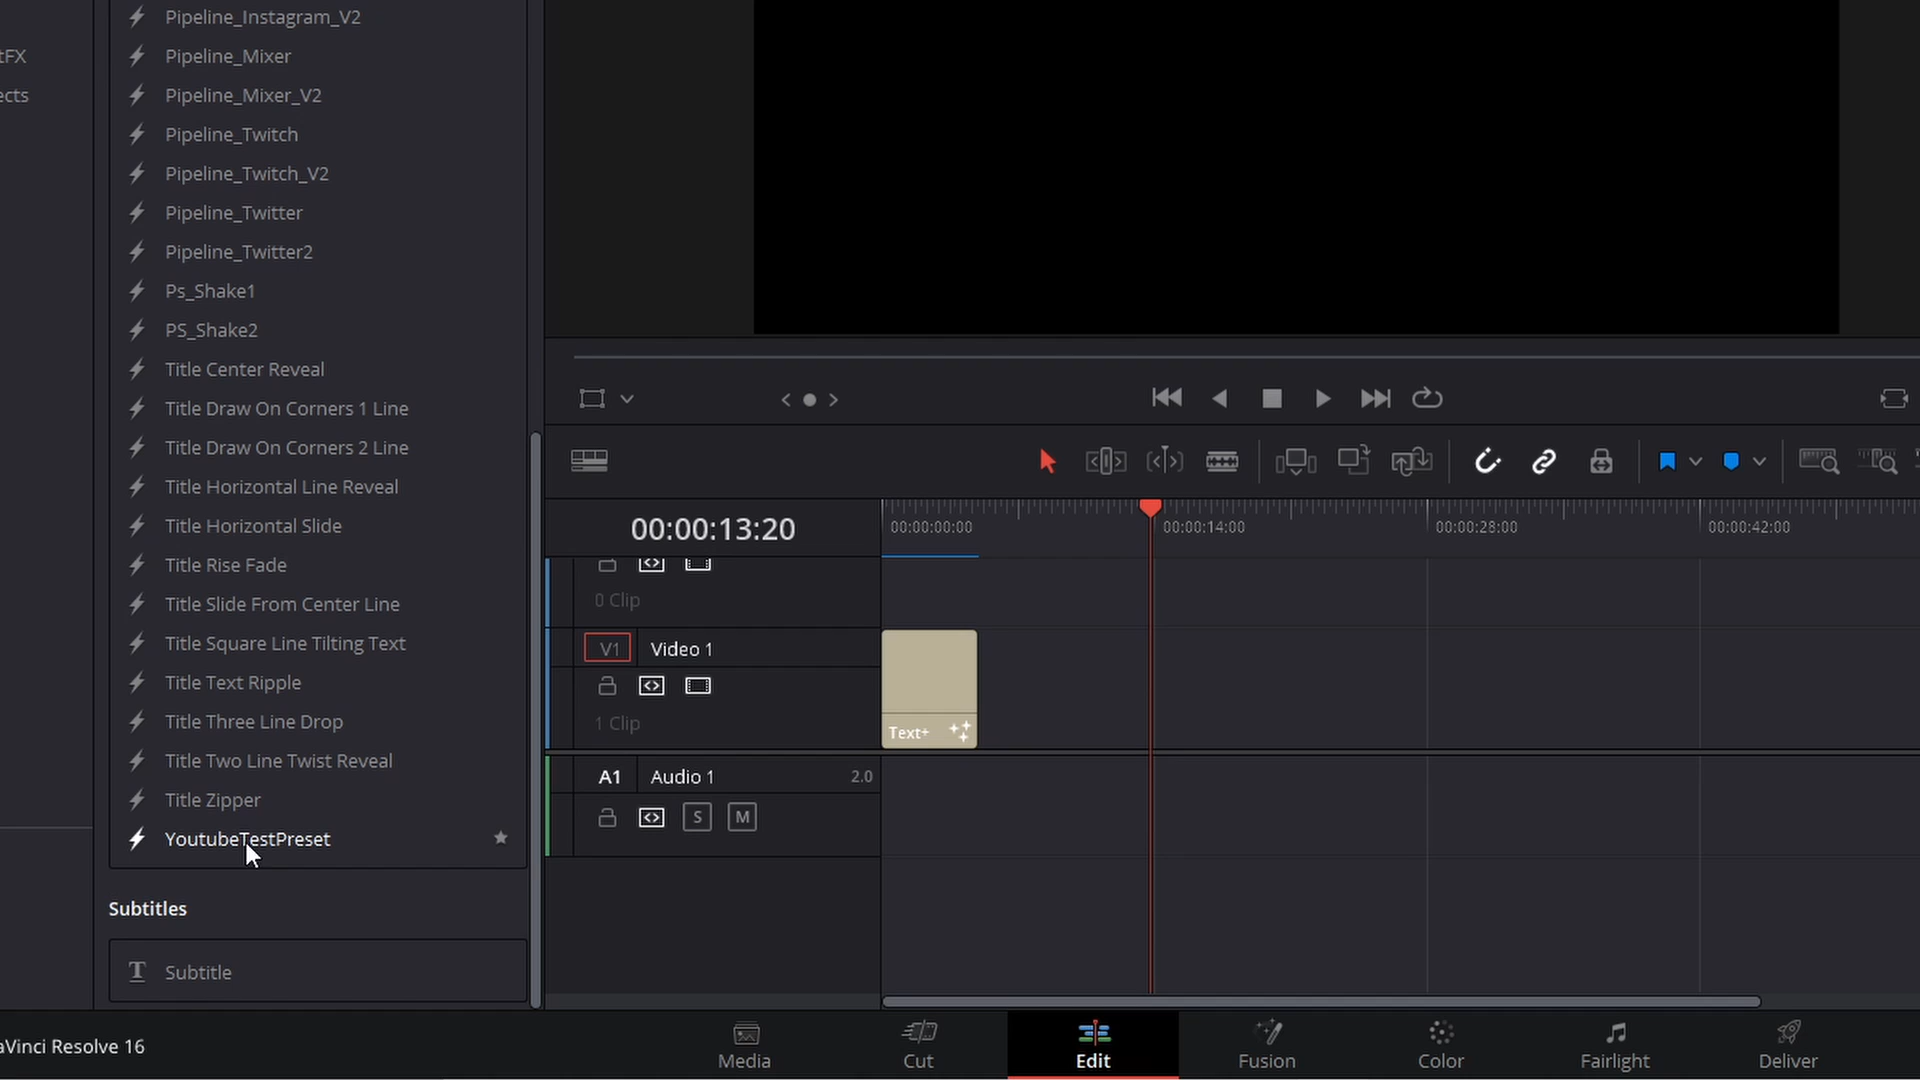 Pipeline_Instagram_V2
tFX
Pipeline_Mixer
ects
Pipeline_Mixer_V2
Pipeline_Twitch
Pipeline_Twitch_V2
Pipeline_Twitter
Pipeline_Twitter2
Ps_Shake1
PS_Shake2
Title Center Reveal
Title Draw On Corners 1 Line
Title Draw On Corners 2 Line
Title Horizontal Line Reveal
Title Horizontal Slide
Title Rise Fade
Title Slide From Center Line
Title Square Line Tilting Text
Title Text Ripple
Title Three Line Drop
Title Two Line Twist Reveal
Title Zipper
YoutubeTestPreset
Subtitles
T Subtitle
00:00:13:20
00:00:00:00
00:00:14:00
00:00:28:00
00:00:42:00
0 Clip
V1 Video 1
1 Clip
Text+
A1 Audio 1 2.0
S M
aVinci Resolve 16
Media
Cut
Edit
Fusion
Color
Fairlight
Deliver